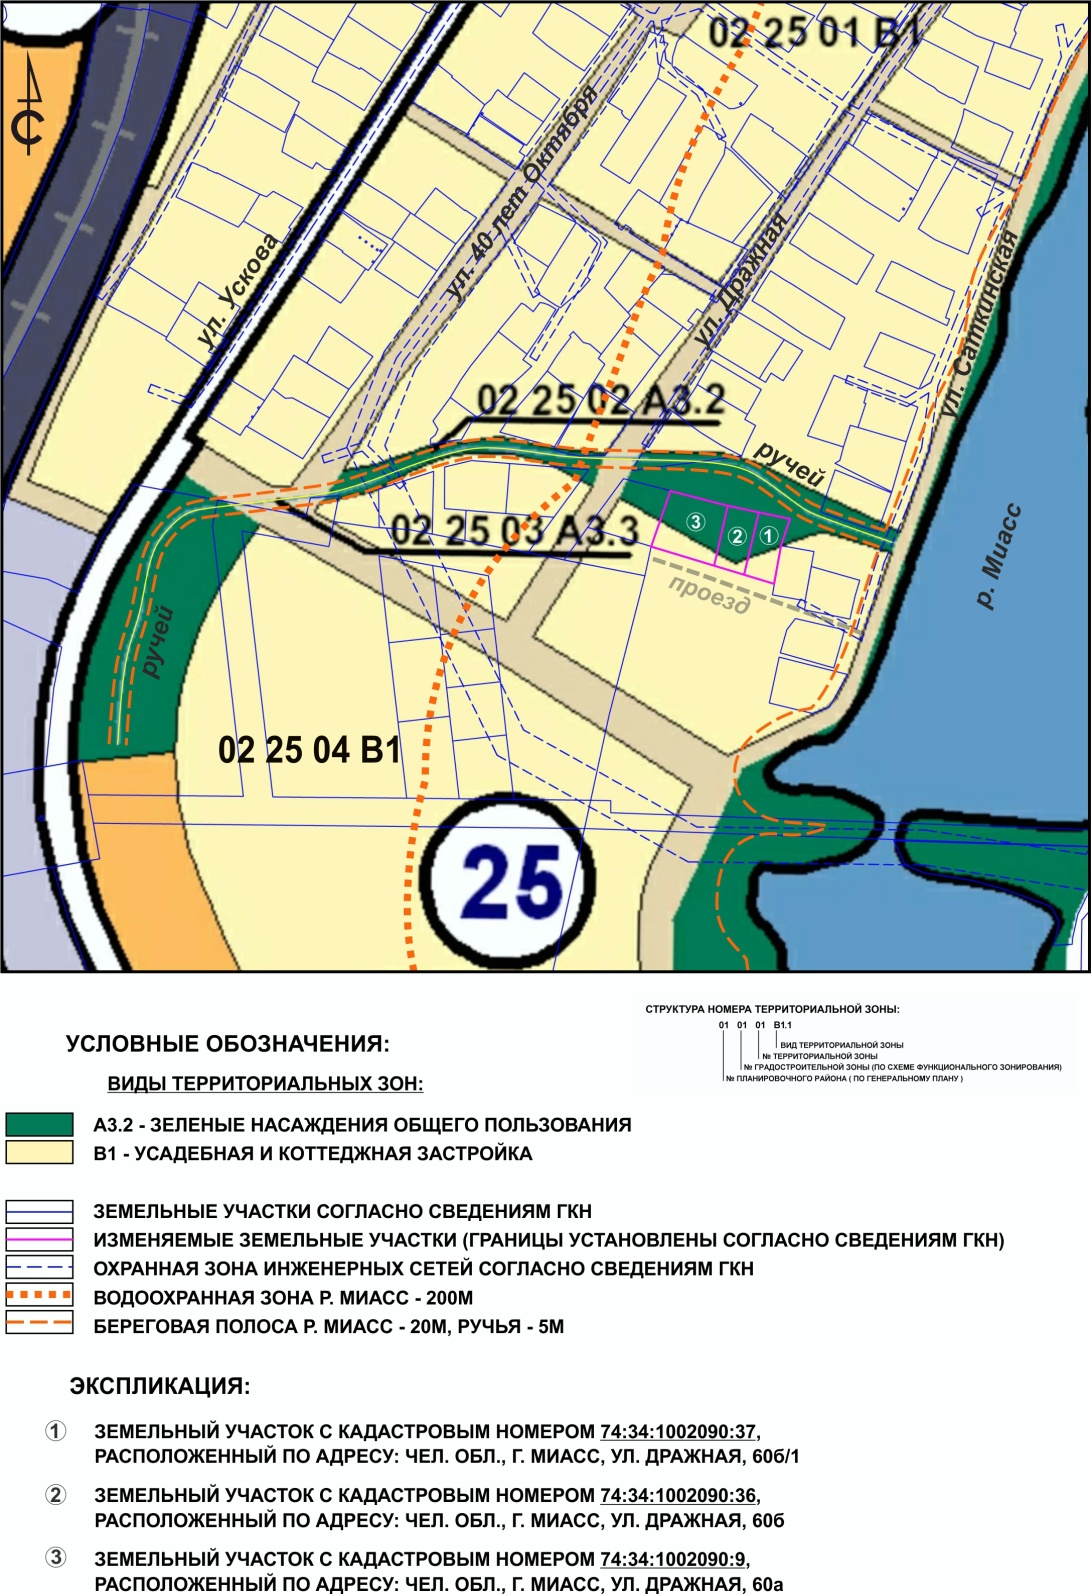 02 25 01 В1
С
ул. 40 лет Октября
ул. Ускова
ул. Дражная
ул. Саткинская
02 25 02 А3.2
ручей
02 25 03 А3.3
3
2
1
проезд
р. Миасс
ручей
02 25 04 В1
25
СТРУКТУРА НОМЕРА ТЕРРИТОРИАЛЬНОЙ ЗОНЫ:
01 01 01 В1.1
ВИД ТЕРРИТОРИАЛЬНОЙ ЗОНЫ
№ ТЕРРИТОРИАЛЬНОЙ ЗОНЫ
№ ГРАДОСТРОИТЕЛЬНОЙ ЗОНЫ (ПО СХЕМЕ ФУНКЦИОНАЛЬНОГО ЗОНИРОВАНИЯ)
№ ПЛАНИРОВОЧНОГО РАЙОНА ( ПО ГЕНЕРАЛЬНОМУ ПЛАНУ )
УСЛОВНЫЕ ОБОЗНАЧЕНИЯ:
ВИДЫ ТЕРРИТОРИАЛЬНЫХ ЗОН:
А3.2 - ЗЕЛЕНЫЕ НАСАЖДЕНИЯ ОБЩЕГО ПОЛЬЗОВАНИЯ
В1 - УСАДЕБНАЯ И КОТТЕДЖНАЯ ЗАСТРОЙКА
ЗЕМЕЛЬНЫЕ УЧАСТКИ СОГЛАСНО СВЕДЕНИЯМ ГКН
ИЗМЕНЯЕМЫЕ ЗЕМЕЛЬНЫЕ УЧАСТКИ (ГРАНИЦЫ УСТАНОВЛЕНЫ СОГЛАСНО СВЕДЕНИЯМ ГКН)
ОХРАННАЯ ЗОНА ИНЖЕНЕРНЫХ СЕТЕЙ СОГЛАСНО СВЕДЕНИЯМ ГКН
ВОДООХРАННАЯ ЗОНА Р. МИАСС - 200М
БЕРЕГОВАЯ ПОЛОСА Р. МИАСС - 20М, РУЧЬЯ - 5М
ЭКСПЛИКАЦИЯ:
1 ЗЕМЕЛЬНЫЙ УЧАСТОК С КАДАСТРОВЫМ НОМЕРОМ 74:34:1002090:37,
РАСПОЛОЖЕННЫЙ ПО АДРЕСУ: ЧЕЛ. ОБЛ., Г. МИАСС, УЛ. ДРАЖНАЯ, 60б/1
2 ЗЕМЕЛЬНЫЙ УЧАСТОК С КАДАСТРОВЫМ НОМЕРОМ 74:34:1002090:36,
РАСПОЛОЖЕННЫЙ ПО АДРЕСУ: ЧЕЛ. ОБЛ., Г. МИАСС, УЛ. ДРАЖНАЯ, 60б
3 ЗЕМЕЛЬНЫЙ УЧАСТОК С КАДАСТРОВЫМ НОМЕРОМ 74:34:1002090:9,
РАСПОЛОЖЕННЫЙ ПО АДРЕСУ: ЧЕЛ. ОБЛ., Г. МИАСС, УЛ. ДРАЖНАЯ, 60а